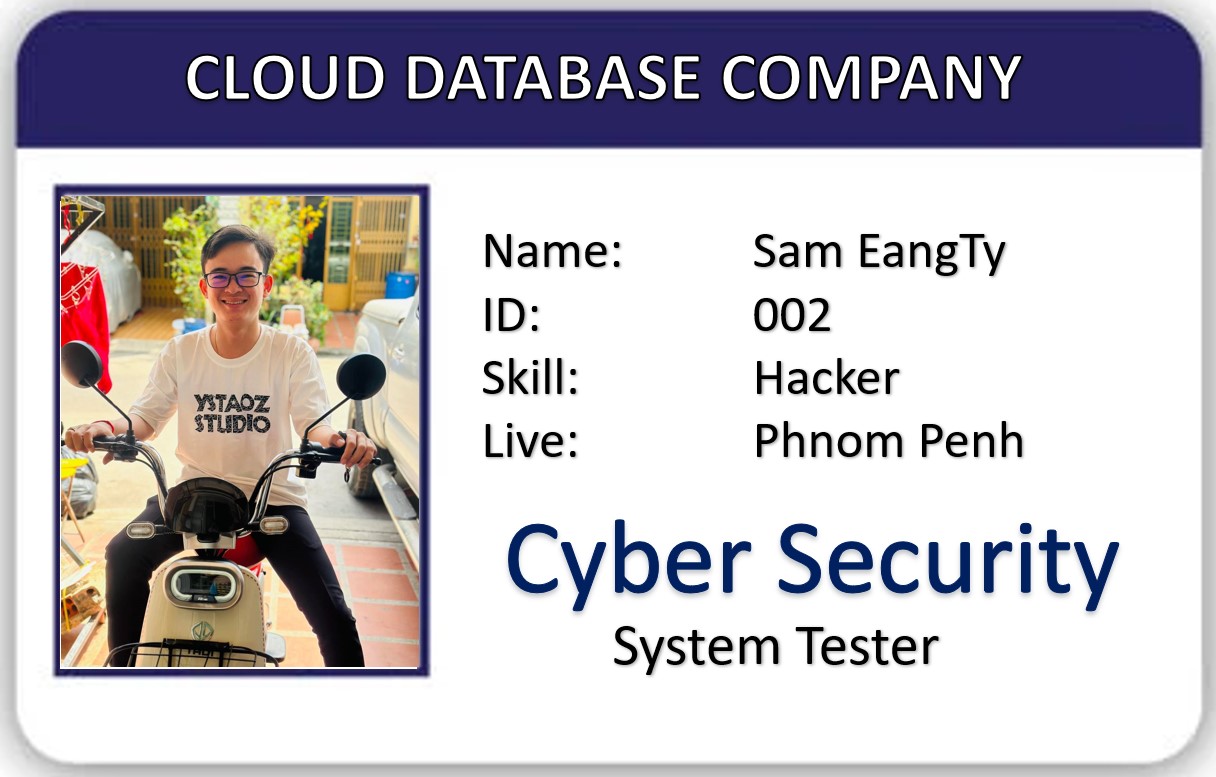 CLOUD DATABASE COMPANY
Name: Sam EangTy
ID: 002
Skill: Hacker
Live: Phnom Penh
YSTAOZ
STUDIO
Cyber Security
System Tester